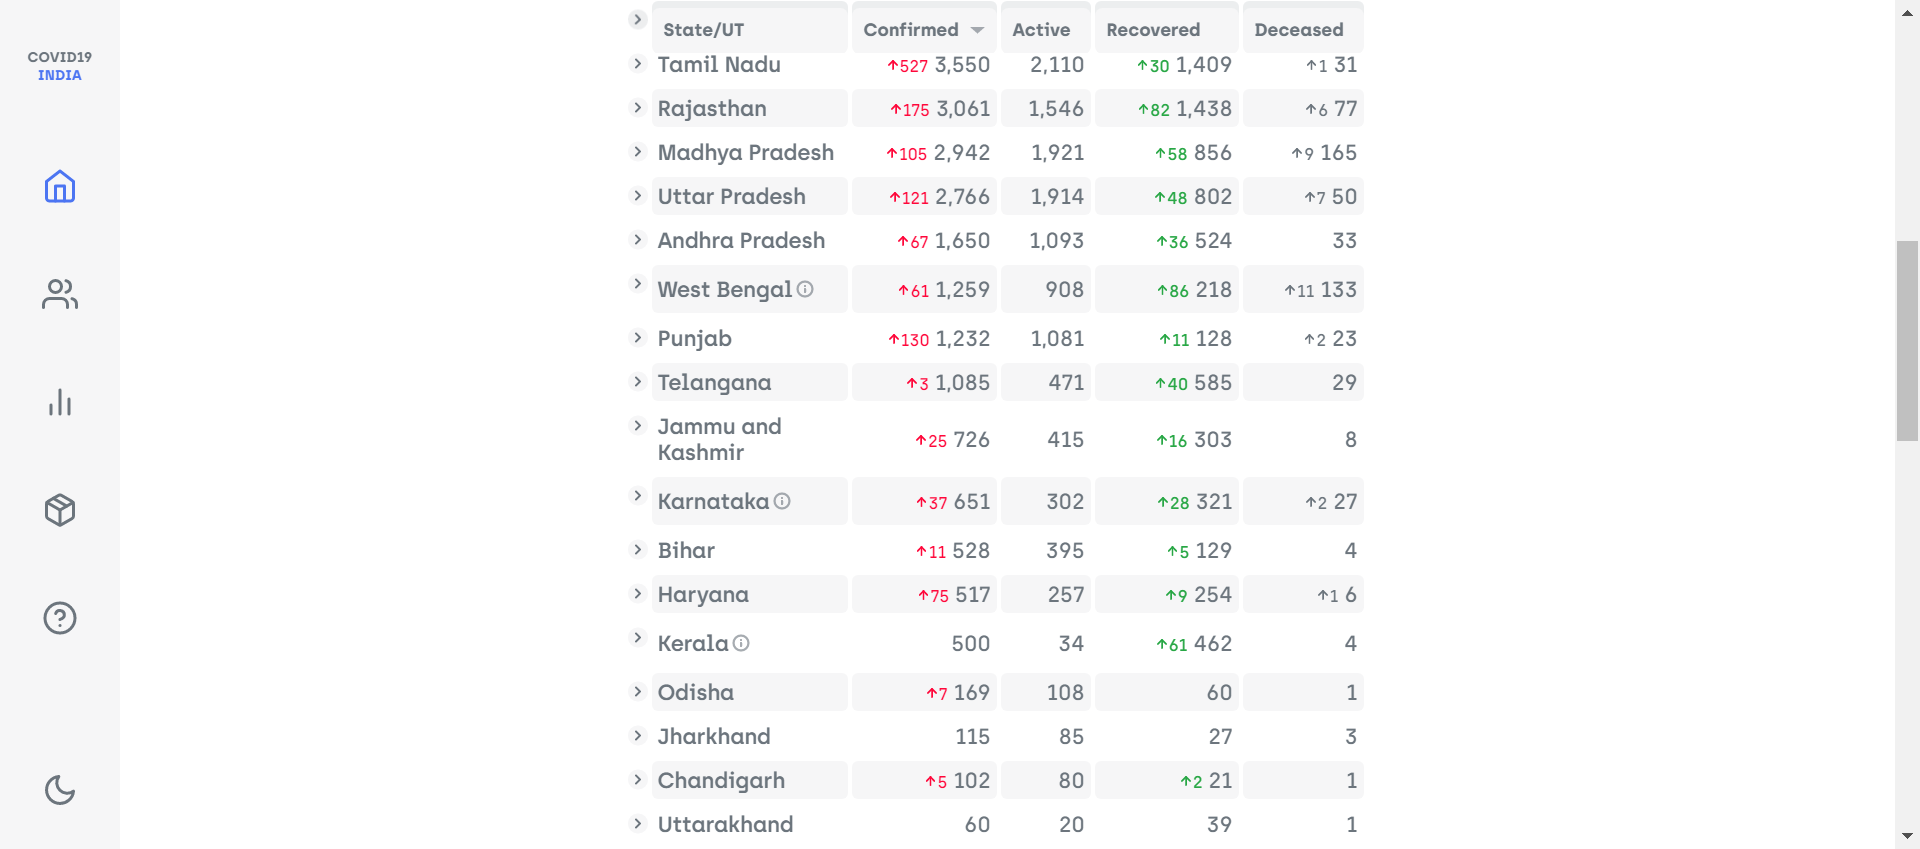 COVID19
INDIA
State/UT Confirmed Active Recovered Deceased
Tamil Nadu ↑527 3,550 2,110 ↑30 1,409 ↑1 31
Rajasthan ↑175 3,061 1,546 ↑82 1,438 ↑6 77
Madhya Pradesh ↑105 2,942 1,921 ↑58 856 ↑9 165
Uttar Pradesh ↑121 2,766 1,914 ↑48 802 ↑7 50
Andhra Pradesh ↑67 1,650 1,093 ↑36 524 33
West Bengal ↑61 1,259 908 ↑86 218 ↑11 133
Punjab ↑130 1,232 1,081 ↑11 128 ↑2 23
Telangana ↑3 1,085 471 ↑40 585 29
Jammu and
Kashmir ↑25 726 415 ↑16 303 8
Karnataka ↑37 651 302 ↑28 321 ↑2 27
Bihar ↑11 528 395 ↑5 129 4
Haryana ↑75 517 257 ↑9 254 ↑1 6
Kerala 500 34 ↑61 462 4
Odisha ↑7 169 108 60 1
Jharkhand 115 85 27 3
Chandigarh ↑5 102 80 ↑2 21 1
Uttarakhand 60 20 39 1